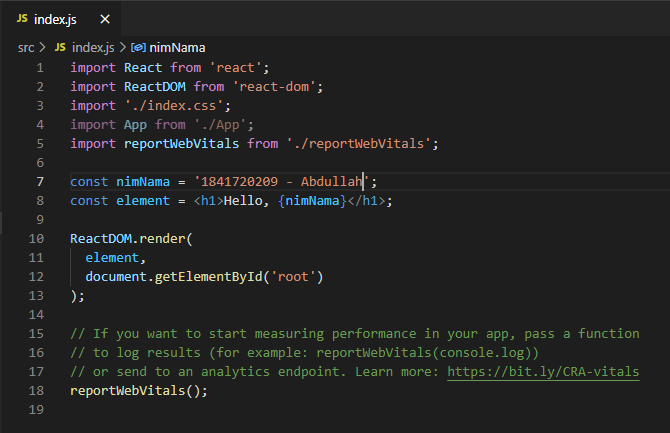 JS index.js ×
src > JS index.js > nimNama
1 import React from 'react';
2 import ReactDOM from 'react-dom';
3 import './index.css';
4 import App from './App';
5 import reportWebVitals from './reportWebVitals';
6
7 const nimNama = '1841720209 - Abdullah';
8 const element = <h1>Hello, {nimNama}</h1>;
9
10 ReactDOM.render(
11   element,
12   document.getElementById('root')
13 );
14
15 // If you want to start measuring performance in your app, pass a function
16 // to log results (for example: reportWebVitals(console.log))
17 // or send to an analytics endpoint. Learn more: https://bit.ly/CRA-vitals
18 reportWebVitals();
19